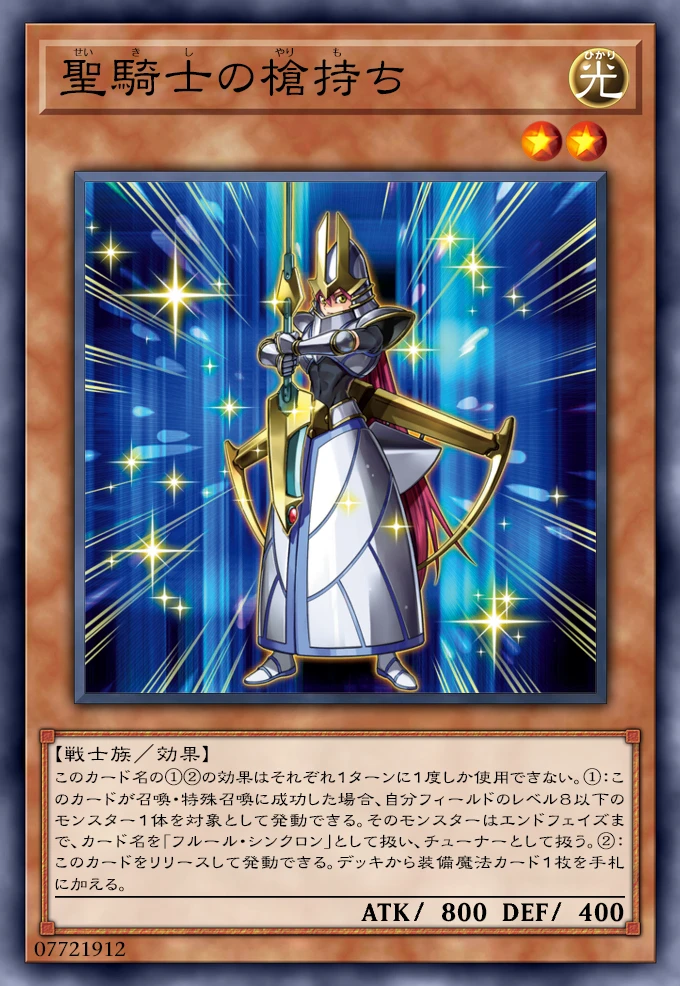 せいきしやりも
聖騎士の槍持ち
ひかり
光
【戦士族／効果】
このカード名の①②の効果はそれぞれ1ターンに1度しか使用できない。①：こ
のカードが召喚・特殊召喚に成功した場合、自分フィールドのレベル8以下の
モンスター1体を対象として発動できる。そのモンスターはエンドフェイズま
で、カード名を「フルール・シンクロン」として扱い、チューナーとして扱う。②：
このカードをリリースして発動できる。デッキから装備魔法カード1枚を手札
に加える。
ATK/ 800 DEF/ 400
07721912